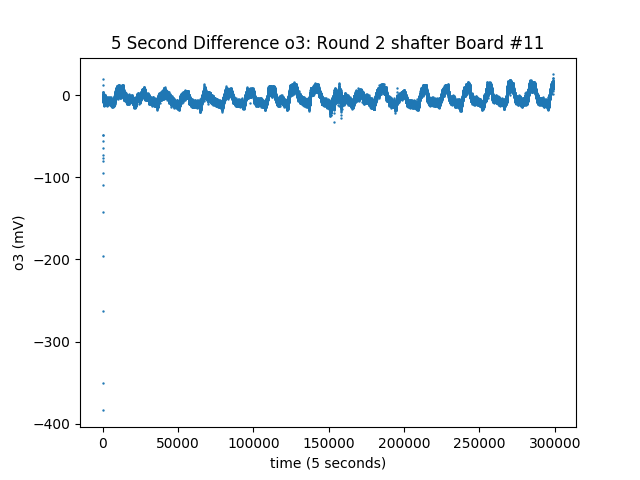 5 Second Difference o3: Round 2 shafter Board #11
o3 (mV)
0
−100
−200
−300
−400
0 50000 100000 150000 200000 250000 300000
time (5 seconds)